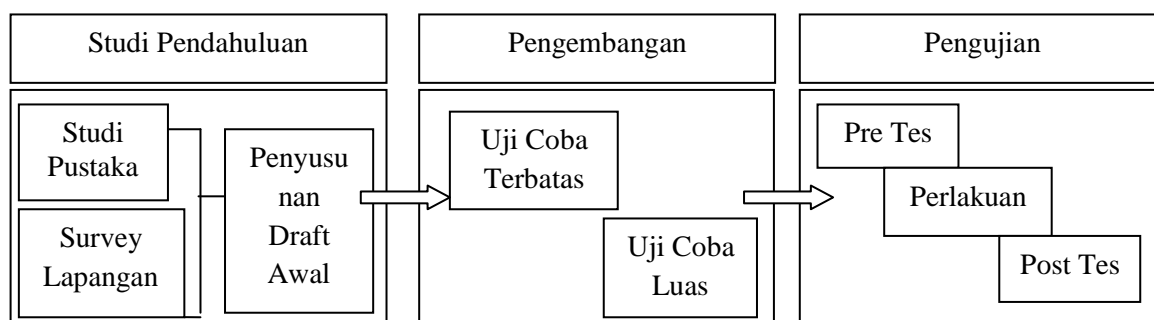 Studi Pendahuluan
Pengembangan
Pengujian
Studi
Pustaka
Survey
Lapangan
Penyusu
nan
Draft
Awal
Uji Coba
Terbatas
Uji Coba
Luas
Pre Tes
Perlakuan
Post Tes